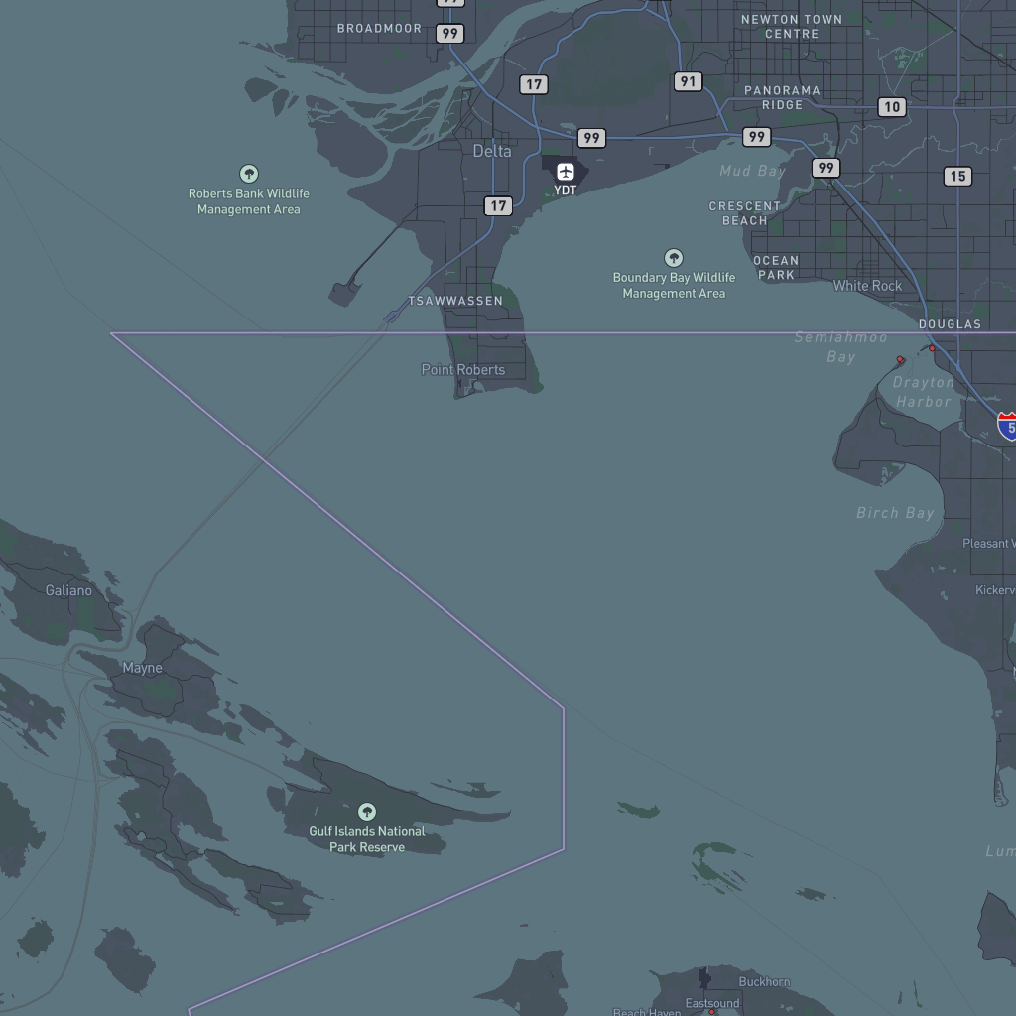 BROADMOOR
99
NEWTON TOWN
CENTRE
17
91
PANORAMA
RIDGE
10
99
99
Delta
Mud Bay
99
15
YDT
Roberts Bank Wildlife
Management Area
17
CRESCENT
BEACH
OCEAN
PARK
Boundary Bay Wildlife
Management Area
White Rock
TSAWWASSEN
DOUGLAS
Semiahmoo
Bay
Point Roberts
Drayton
Harbor
5
Birch Bay
Pleasant V
Kickerv
Galiano
Mayne
Gulf Islands National
Park Reserve
Lum
Buckhorn
Eastsound
Beach Haven